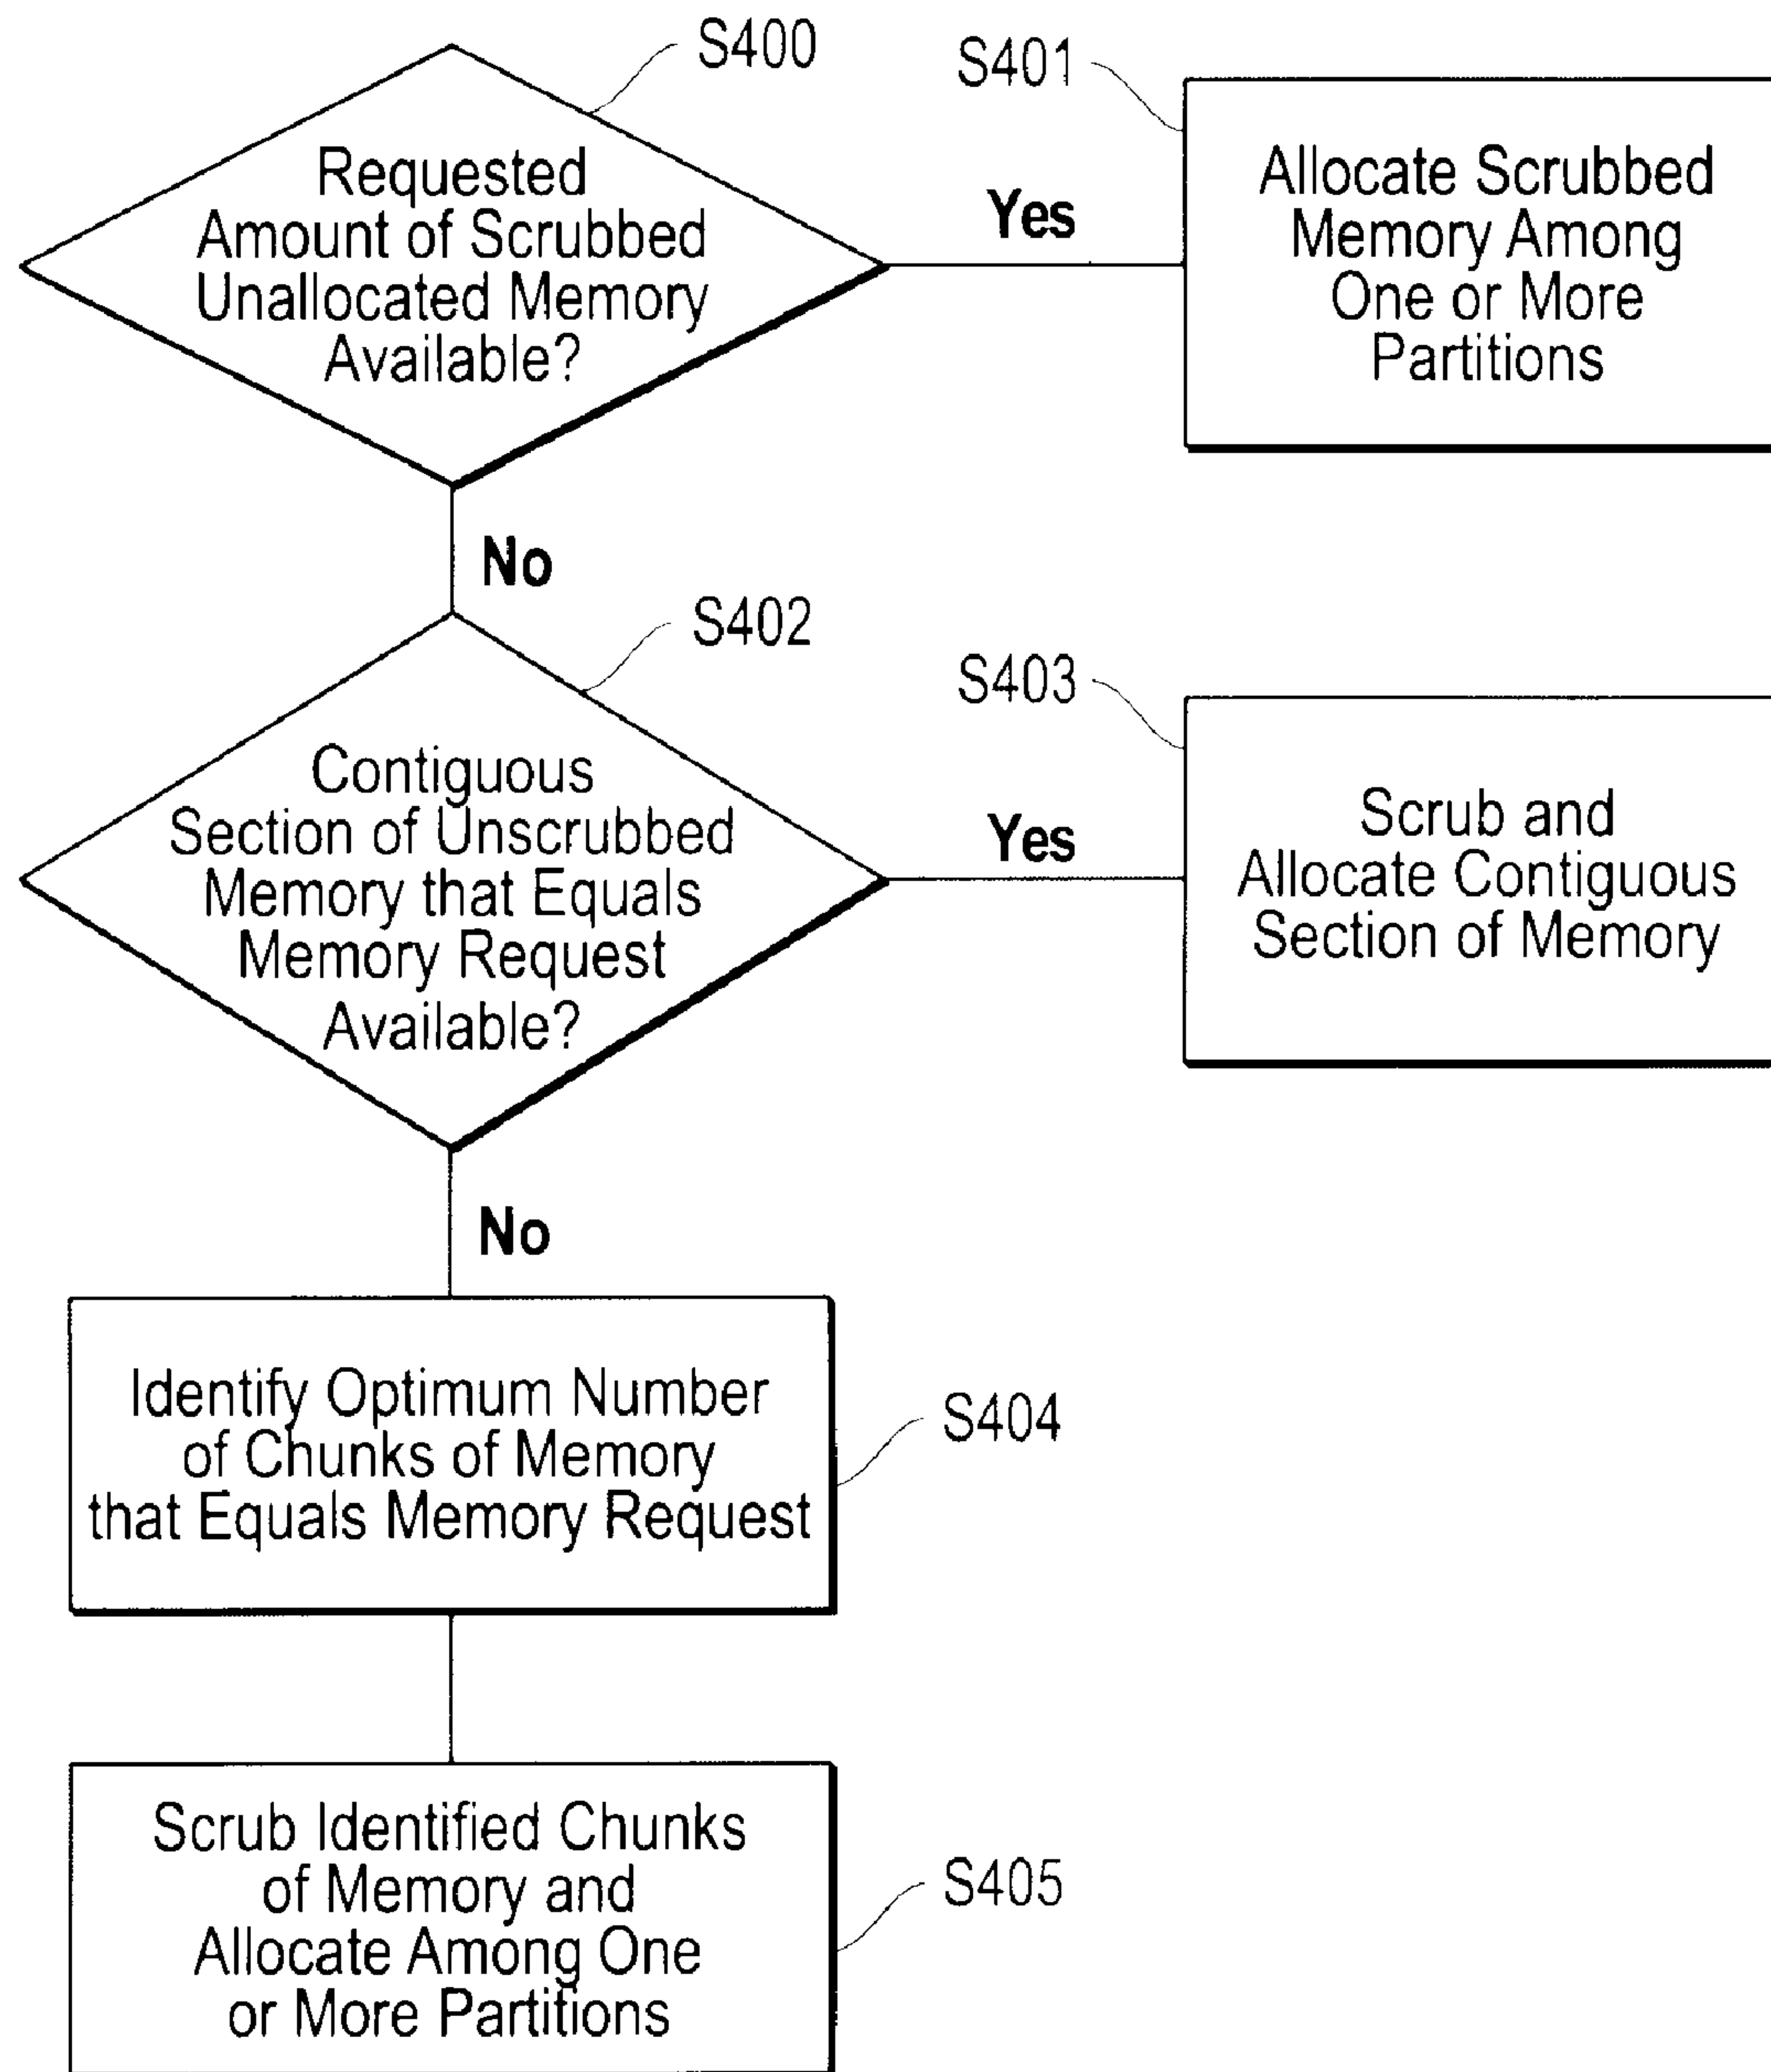 S400
Requested
Amount of Scrubbed
Unallocated Memory
Available?
Yes
S401
Allocate Scrubbed
Memory Among
One or More
Partitions
No
S402
Contiguous
Section of Unscrubbed
Memory that Equals
Memory Request
Available?
Yes
S403
Scrub and
Allocate Contiguous
Section of Memory
No
Identify Optimum Number
of Chunks of Memory
that Equals Memory Request
S404
Scrub Identified Chunks
of Memory and
Allocate Among One
or More Partitions
S405